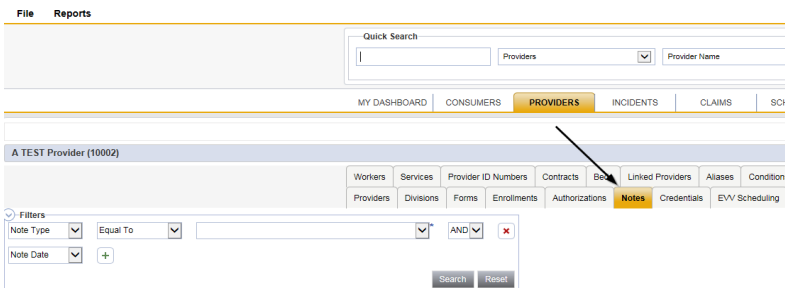 File Reports
Quick Search
Providers Provider Name
MY DASHBOARD CONSUMERS PROVIDERS INCIDENTS CLAIMS SCH
A TEST Provider (10002)
Workers Services Provider ID Numbers Contracts Linked Providers Aliases Condition
Providers Divisions Forms Enrollments Authorizations Notes Credentials EVV Scheduling
Filters
Note Type Equal To * AND
Note Date
Search Reset